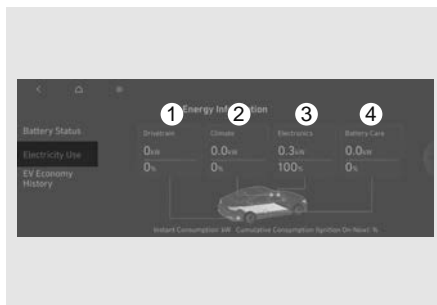 1 2 3 4
Energy Information
Battery Status
Electricity Use
EV Economy
History
Drivetrain Climate Electronics Battery Care
0kW 0.0kW 0.3kW 0.0kW
0% 0% 100% 0%
Instant Consumption: kW Cumulative Consumption (Ignition On-Now): %